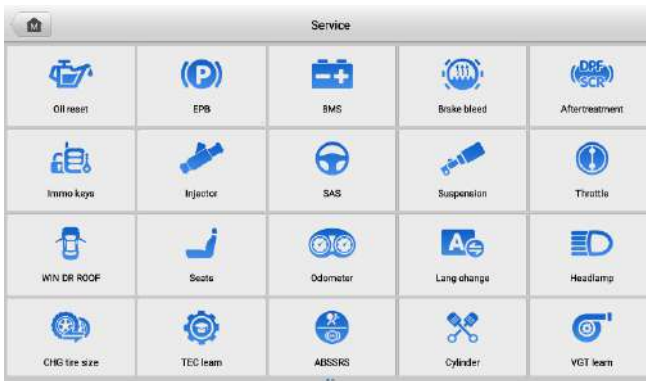 M
Service
P
DPF
SCR
Oil reset
EPB
BMS
Brake bleed
Aftertreatment
Immo keys
Injector
SAS
Suspension
Throttle
A
WIN DR ROOF
Seats
Odometer
Lang change
Headlamp
CHG tire size
TEC learn
ABSSRS
Cylinder
VGT learn